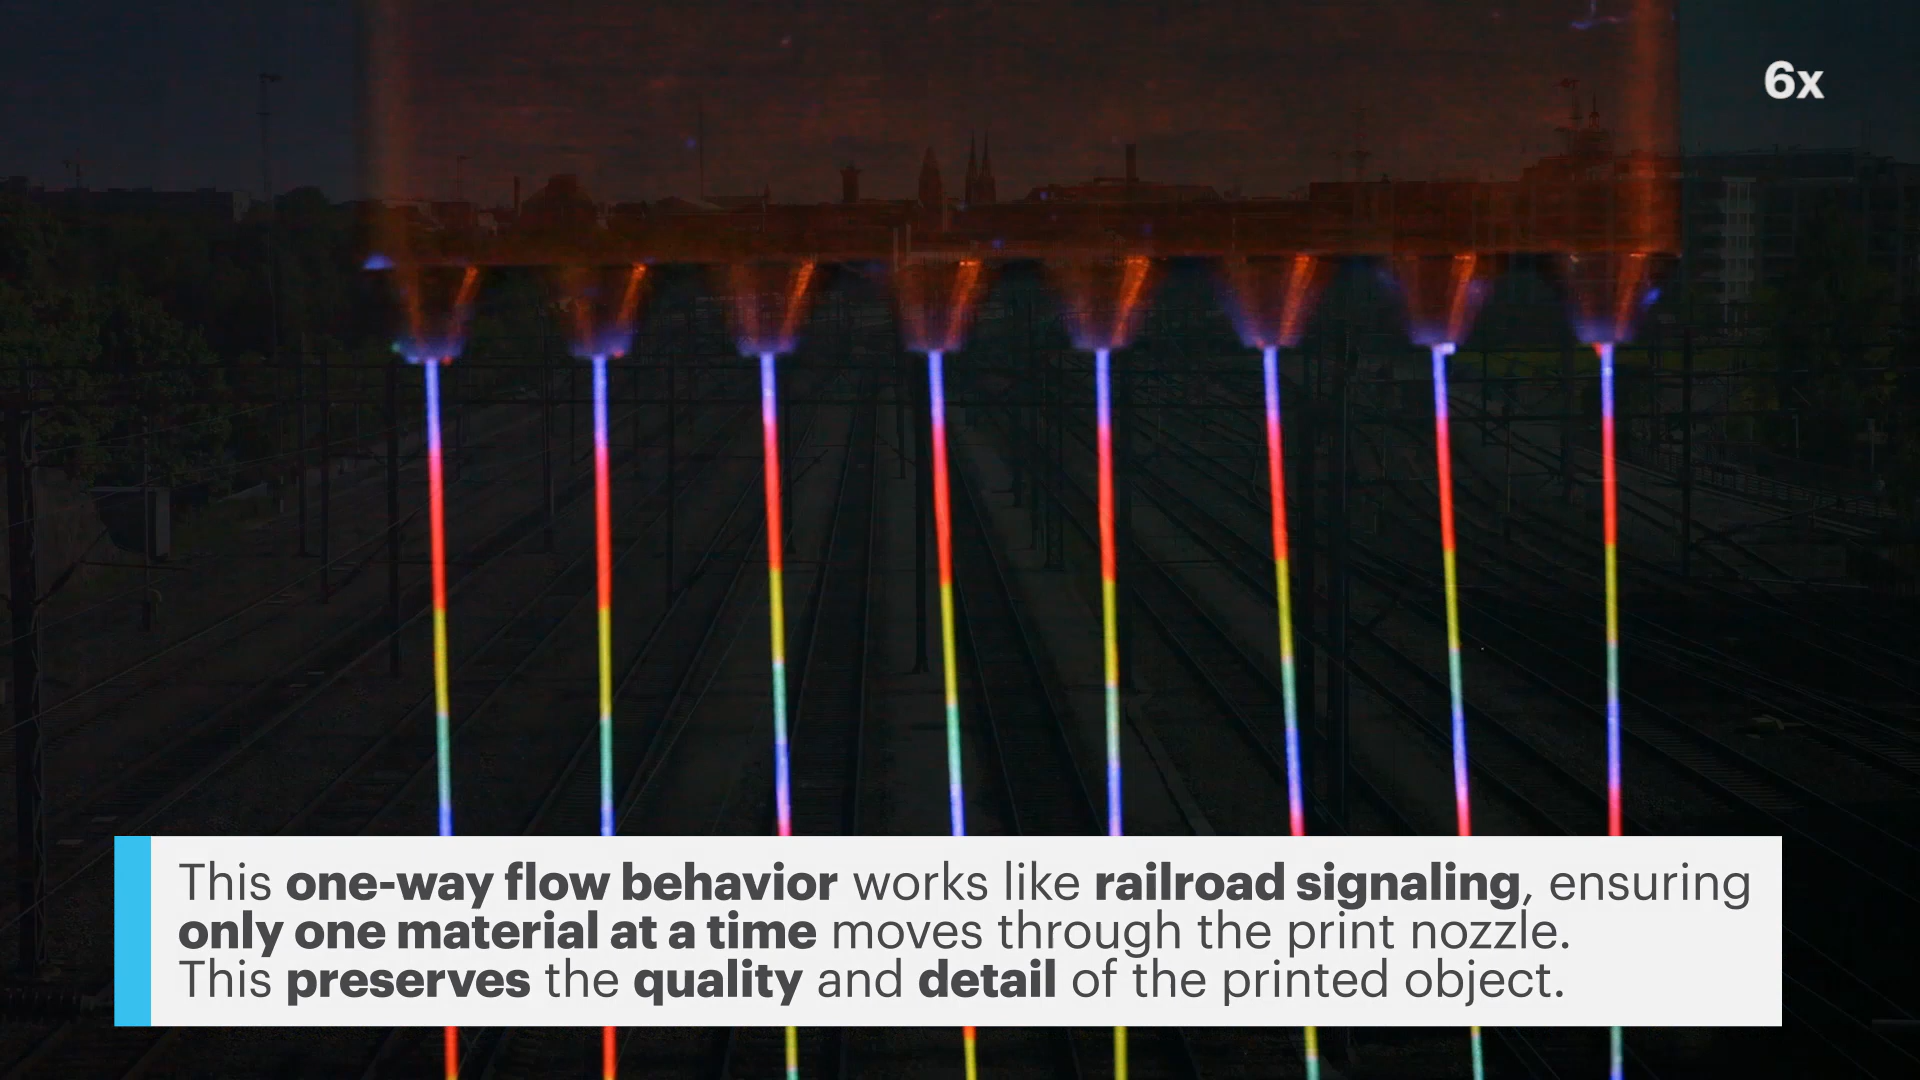 6x
This one-way flow behavior works like railroad signaling, ensuring
only one material at a time moves through the print nozzle.
This preserves the quality and detail of the printed object.